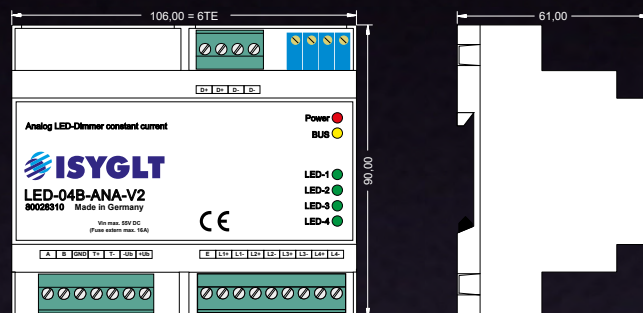 106,00 = 6TE
61,00
D+ D+ D- D-
Analog LED-Dimmer constant current
Power
BUS
ISYGLT
LED-1
LED-2
LED-3
LED-4
LED-04B-ANA-V2
80028310 Made in Germany
Vin max. 55V DC
(Fuse extern max. 16A)
CE
90,00
A B GND T+ T- -Ub +Ub
E L1+ L1- L2+ L2- L3+ L3- L4+ L4-